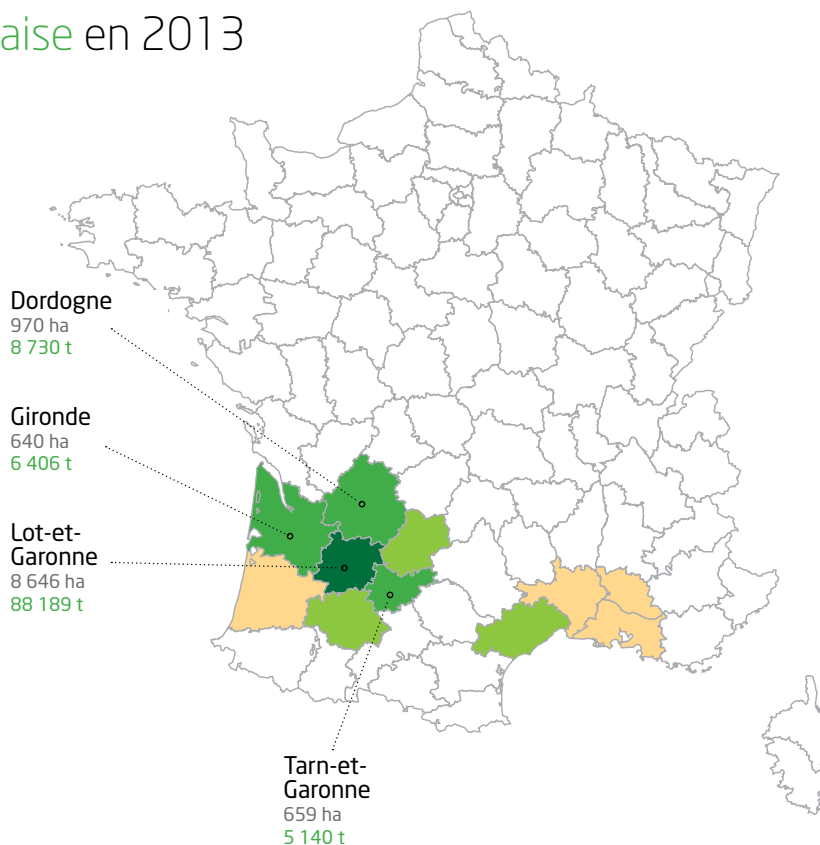 aise en 2013
Dordogne
970 ha
8 730 t
Gironde
640 ha
6 406 t
Lot-et-
Garonne
8 646 ha
88 189 t
Tarn-et-
Garonne
659 ha
5 140 t